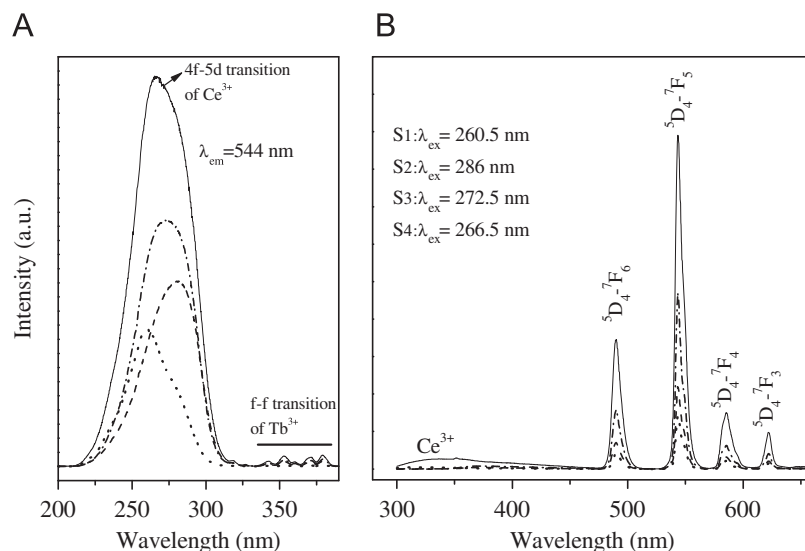 A
4f-5d transition
of Ce³⁺
λem=544 nm
f-f transition
of Tb³⁺
Intensity (a.u.)
200 250 300 350
Wavelength (nm)
B
S1:λex= 260.5 nm
S2:λex= 286 nm
S3:λex= 272.5 nm
S4:λex= 266.5 nm
⁵D₄-⁷F₆
⁵D₄-⁷F₅
⁵D₄-⁷F₄
⁵D₄-⁷F₃
Ce³⁺
300 400 500 600
Wavelength (nm)